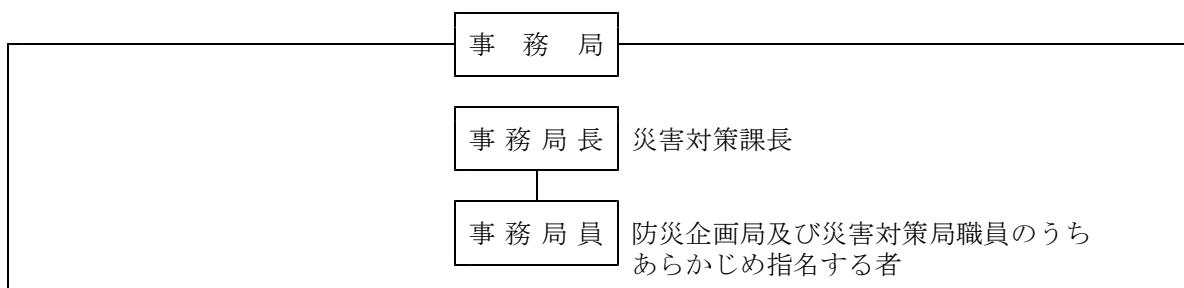 事務局
事務局長 災害対策課長
事務局員 防災企画局及び災害対策局職員のうち
あらかじめ指名する者